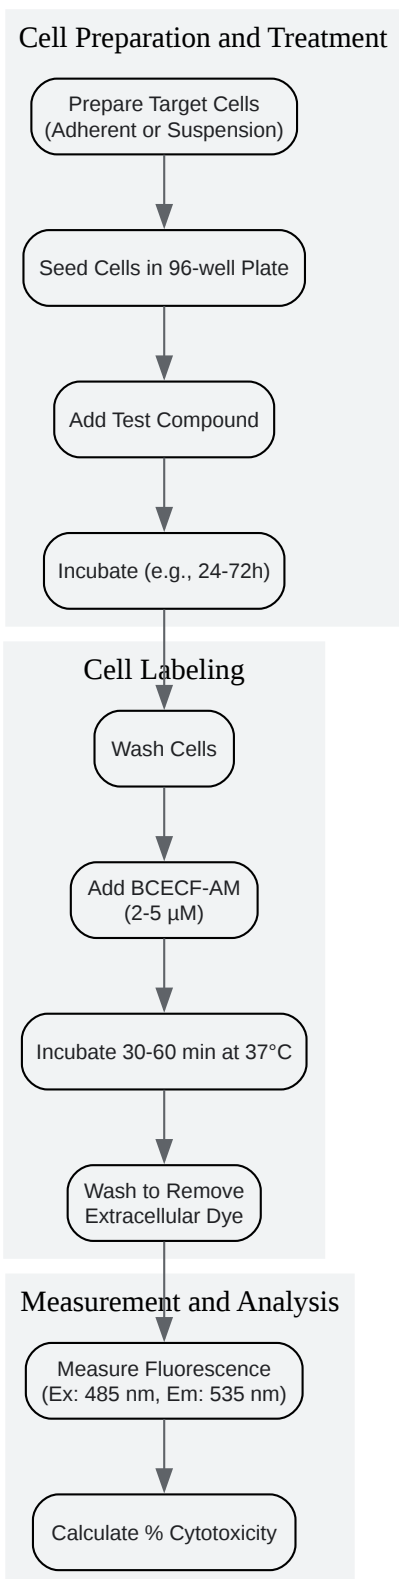 Cell Preparation and Treatment
Prepare Target Cells
(Adherent or Suspension)
Seed Cells in 96-well Plate
Add Test Compound
Incubate (e.g., 24-72h)
Cell Labeling
Wash Cells
Add BCECF-AM
(2-5 µM)
Incubate 30-60 min at 37°C
Wash to Remove
Extracellular Dye
Measurement and Analysis
Measure Fluorescence
(Ex: 485 nm, Em: 535 nm)
Calculate % Cytotoxicity